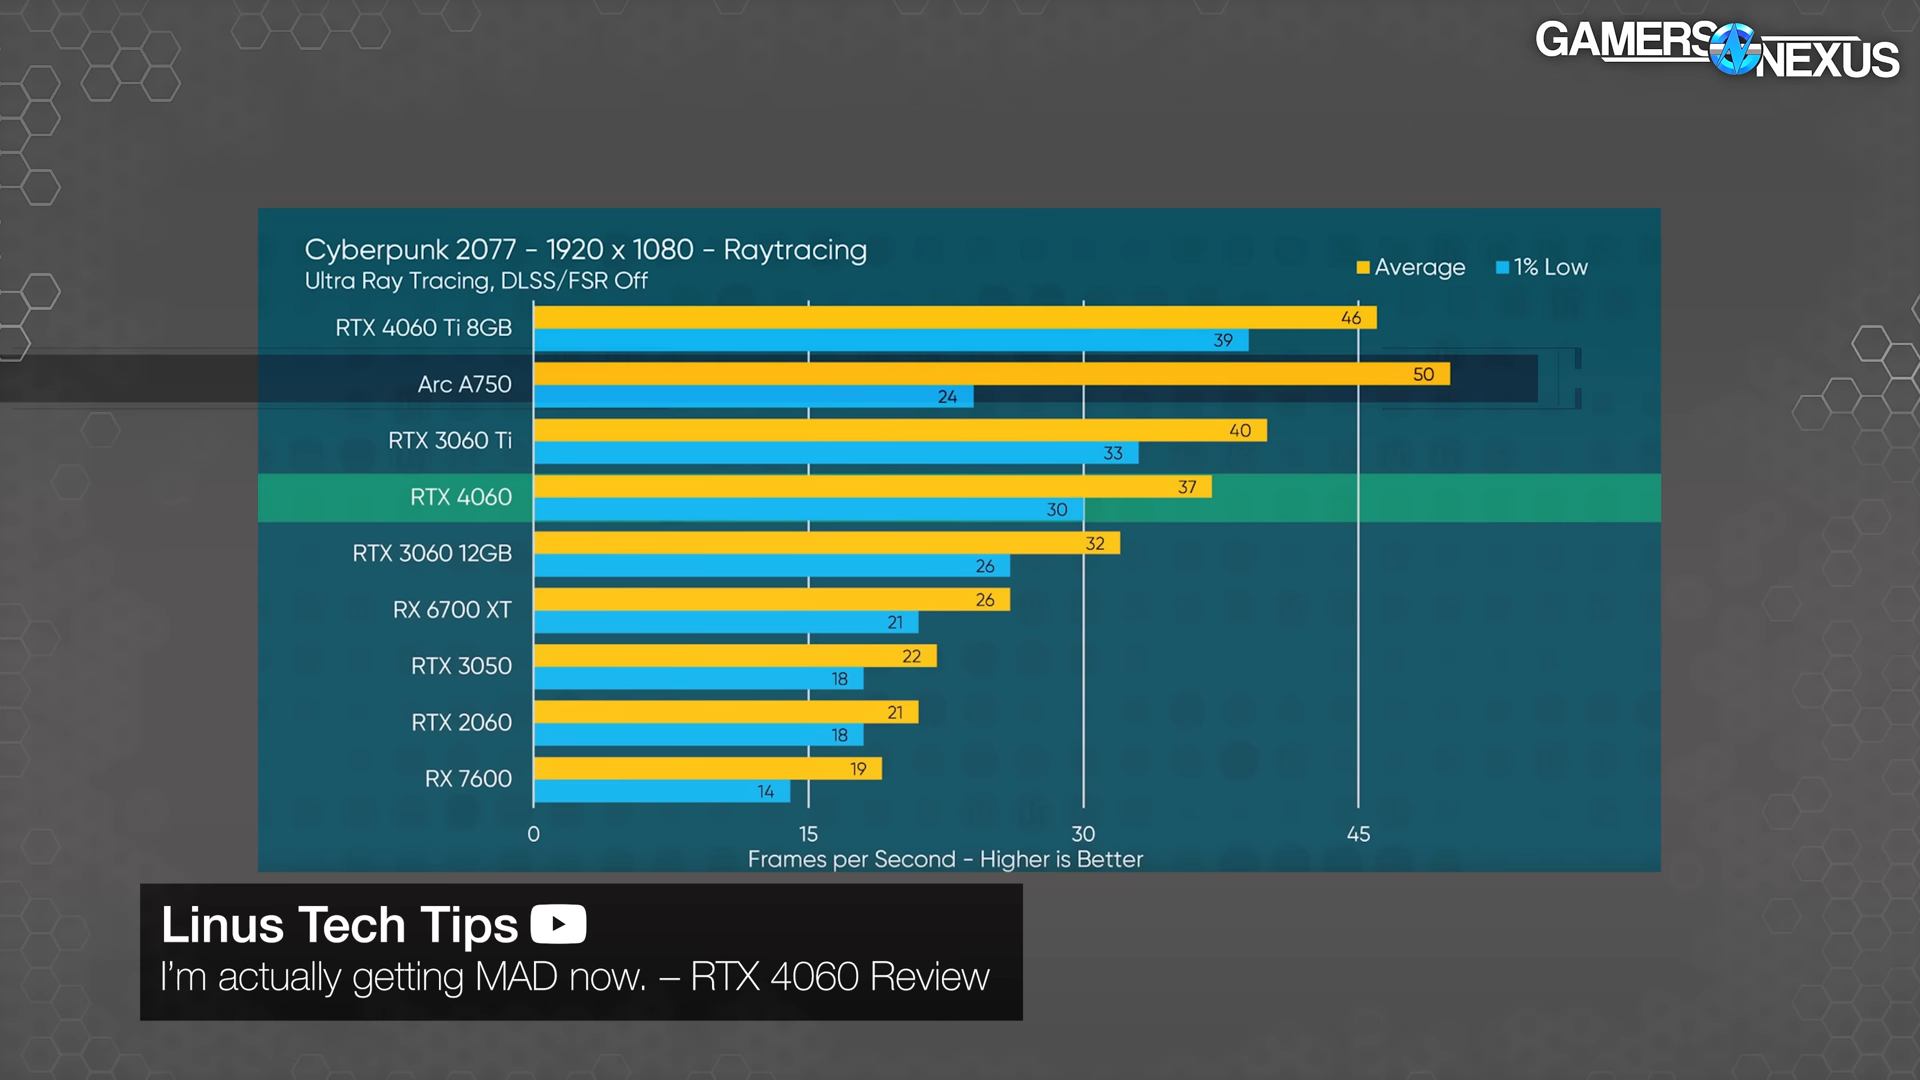 GAMERS NEXUS
Cyberpunk 2077 - 1920 x 1080 - Raytracing
Ultra Ray Tracing, DLSS/FSR Off
Average 1% Low
RTX 4060 Ti 8GB 46
39
Arc A750 50
24
RTX 3060 Ti 40
33
RTX 4060 37
30
RTX 3060 12GB 32
26
RX 6700 XT 26
21
RTX 3050 22
18
RTX 2060 21
18
RX 7600 19
14
0 15 30 45
Frames per Second - Higher is Better
Linus Tech Tips
I'm actually getting MAD now. – RTX 4060 Review